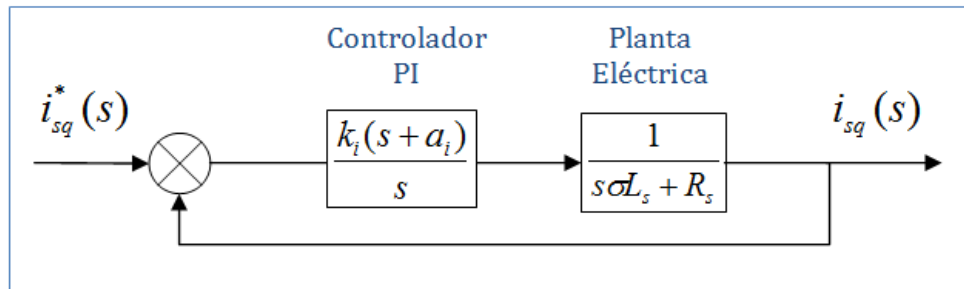 Controlador
PI
Planta
Eléctrica
i*sq(s)
ki(s + ai)
s
1
sσLs + Rs
isq(s)